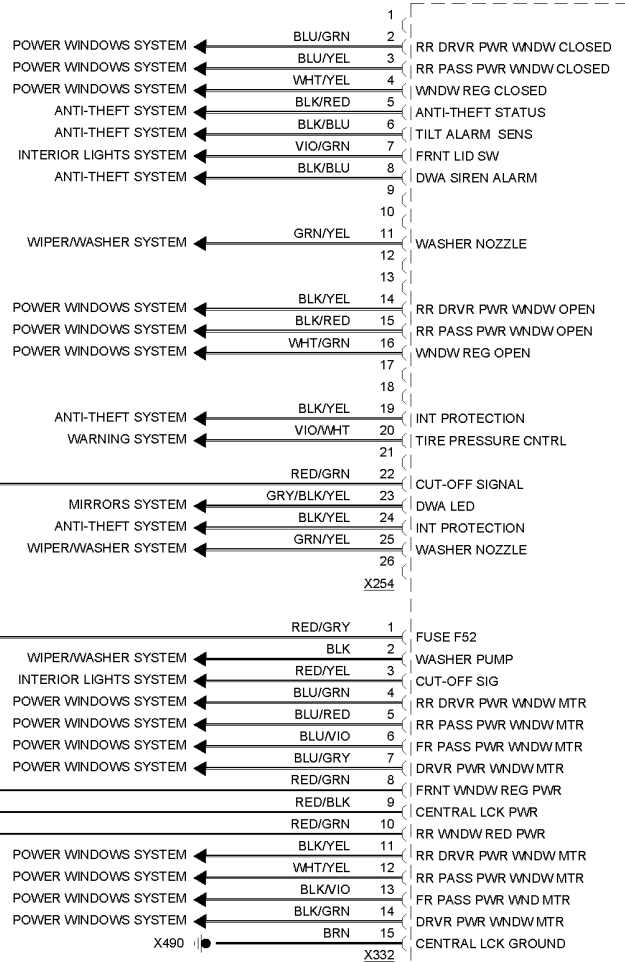 1
POWER WINDOWS SYSTEM BLU/GRN 2 RR DRVR PWR WNDW CLOSED
POWER WINDOWS SYSTEM BLU/YEL 3 RR PASS PWR WNDW CLOSED
POWER WINDOWS SYSTEM WHT/YEL 4 WNDW REG CLOSED
ANTI-THEFT SYSTEM BLK/RED 5 ANTI-THEFT STATUS
ANTI-THEFT SYSTEM BLK/BLU 6 TILT ALARM SENS
INTERIOR LIGHTS SYSTEM VIO/GRN 7 FRNT LID SW
ANTI-THEFT SYSTEM BLK/BLU 8 DWA SIREN ALARM
9
10
WIPER/WASHER SYSTEM GRN/YEL 11 WASHER NOZZLE
12
13
POWER WINDOWS SYSTEM BLK/YEL 14 RR DRVR PWR WNDW OPEN
POWER WINDOWS SYSTEM BLK/RED 15 RR PASS PWR WNDW OPEN
POWER WINDOWS SYSTEM WHT/GRN 16 WNDW REG OPEN
17
18
ANTI-THEFT SYSTEM BLK/YEL 19 INT PROTECTION
WARNING SYSTEM VIO/WHT 20 TIRE PRESSURE CNTRL
21
RED/GRN 22 CUT-OFF SIGNAL
MIRRORS SYSTEM GRY/BLK/YEL 23 DWA LED
ANTI-THEFT SYSTEM BLK/YEL 24 INT PROTECTION
WIPER/WASHER SYSTEM GRN/YEL 25 WASHER NOZZLE
26
X254
RED/GRY 1 FUSE F52
WIPER/WASHER SYSTEM BLK 2 WASHER PUMP
INTERIOR LIGHTS SYSTEM RED/YEL 3 CUT-OFF SIG
POWER WINDOWS SYSTEM BLU/GRN 4 RR DRVR PWR WNDW MTR
POWER WINDOWS SYSTEM BLU/RED 5 RR PASS PWR WNDW MTR
POWER WINDOWS SYSTEM BLU/VIO 6 FR PASS PWR WNDW MTR
POWER WINDOWS SYSTEM BLU/GRY 7 DRVR PWR WNDW MTR
RED/GRN 8 FRNT WNDW REG PWR
RED/BLK 9 CENTRAL LCK PWR
RED/GRN 10 RR WNDW RED PWR
POWER WINDOWS SYSTEM BLK/YEL 11 RR DRVR PWR WNDW MTR
POWER WINDOWS SYSTEM WHT/YEL 12 RR PASS PWR WNDW MTR
POWER WINDOWS SYSTEM BLK/VIO 13 FR PASS PWR WND MTR
POWER WINDOWS SYSTEM BLK/GRN 14 DRVR PWR WNDW MTR
X490 BRN 15 CENTRAL LCK GROUND
X332